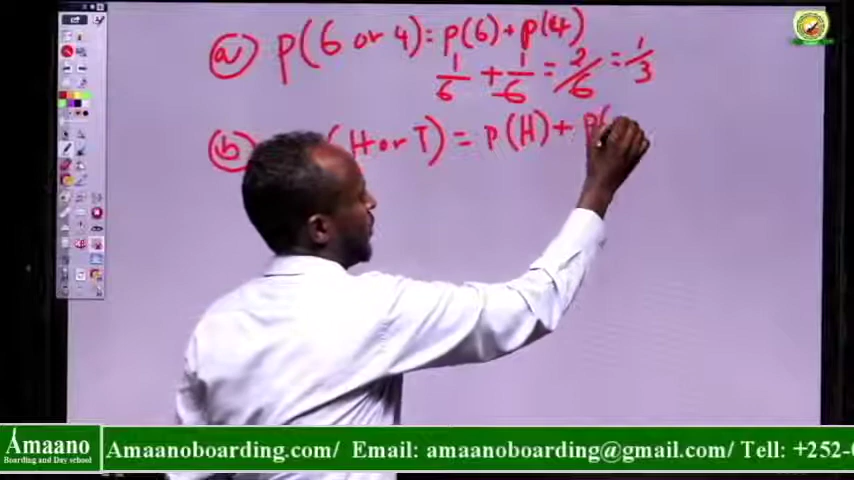 a) P(6 or 4) = P(6) + P(4)
1/6 + 1/6 = 2/6 = 1/3
b) (H or T) = P(H) + P(
Amaano
Boarding and Day school
Amaanoboarding.com/ Email: amaanoboarding@gmail.com/ Tell: +252-